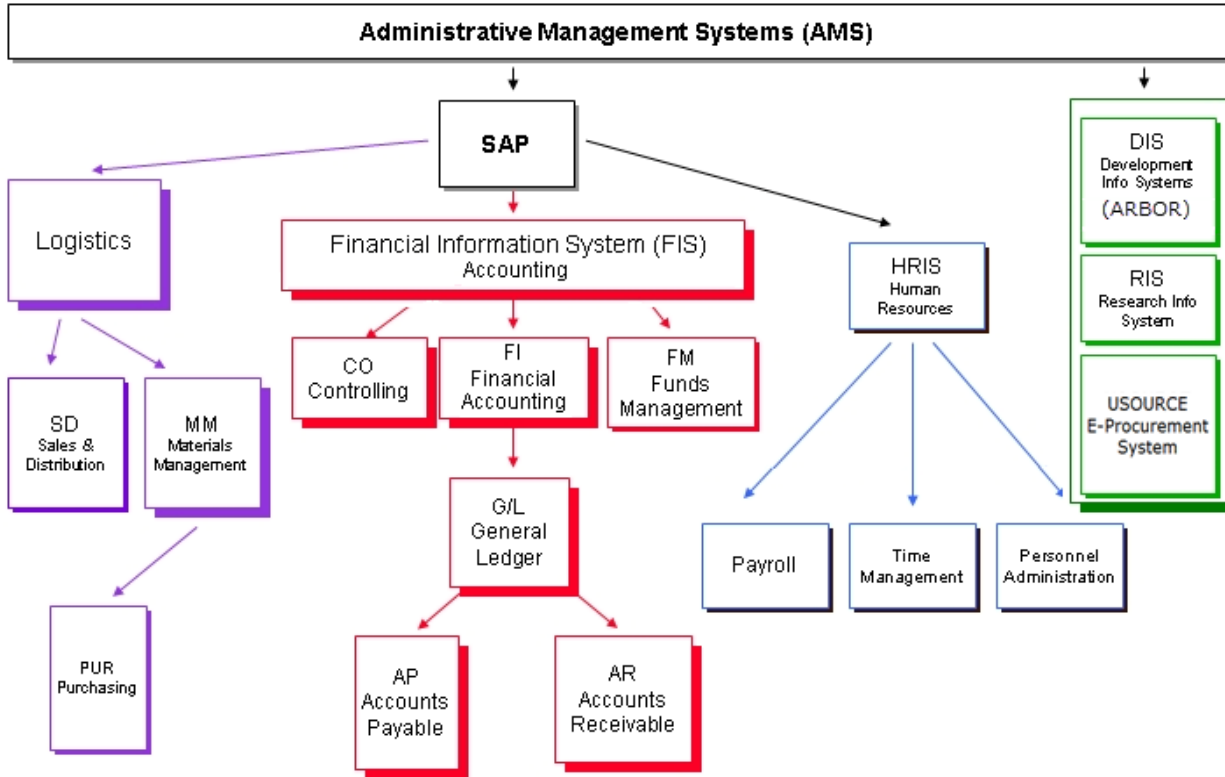 Administrative Management Systems (AMS)
SAP
Logistics
SD
Sales &
Distribution
MM
Materials
Management
PUR
Purchasing
Financial Information System (FIS)
Accounting
CO
Controlling
FI
Financial
Accounting
FM
Funds
Management
G/L
General
Ledger
AP
Accounts
Payable
AR
Accounts
Receivable
HRIS
Human
Resources
Payroll
Time
Management
Personnel
Administration
DIS
Development
Info Systems
(ARBOR)
RIS
Research Info
System
USOURCE
E-Procurement
System